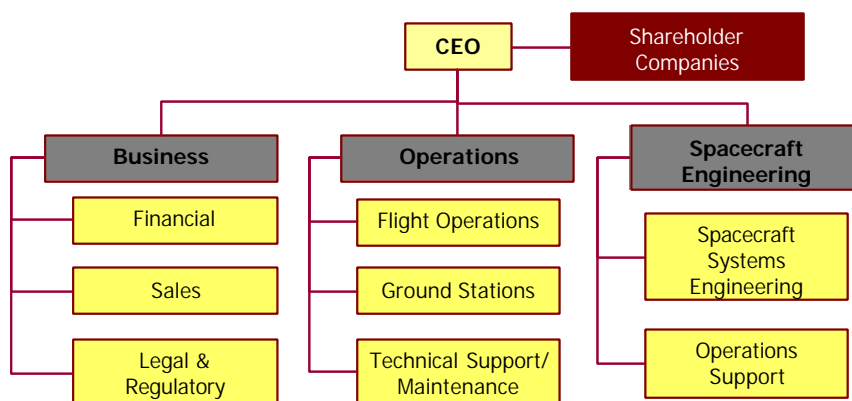 CEO
Shareholder
Companies
Business
Operations
Spacecraft
Engineering
Financial
Flight Operations
Spacecraft
Systems
Engineering
Sales
Ground Stations
Legal &
Regulatory
Technical Support/
Maintenance
Operations
Support